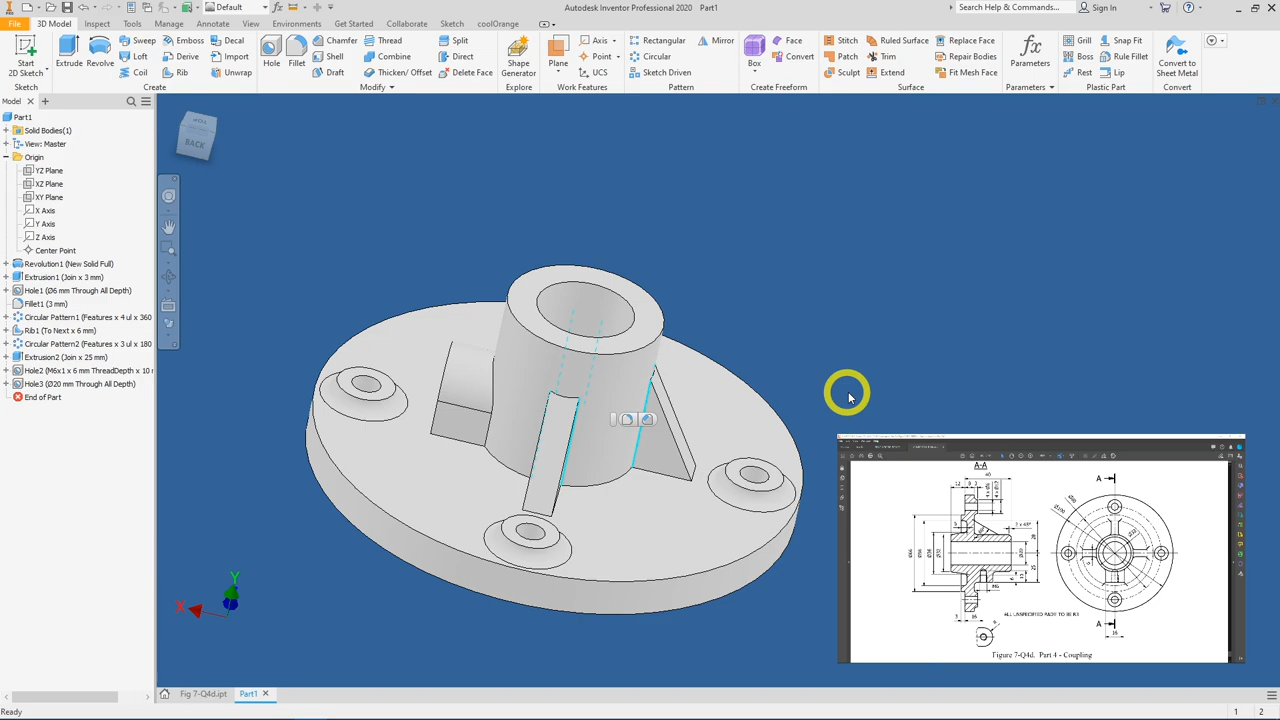 Default
Autodesk Inventor Professional 2020 Part1
Search Help & Commands...
Sign In
File 3D Model Sketch Annotate Inspect Tools Manage View Environments Get Started Collaborate coolOrange
Start
2D Sketch
Sketch
Extrude
Revolve
Sweep
Loft
Coil
Emboss
Derive
Rib
Decal
Import
Unwrap
Create
Hole
Fillet
Chamfer
Shell
Draft
Thread
Combine
Thicken/ Offset
Split
Direct
Delete Face
Modify
Shape
Generator
Explore
Plane
Axis
Point
UCS
Work Features
Rectangular
Circular
Sketch Driven
Mirror
Pattern
Box
Face
Convert
Create Freeform
Stitch
Patch
Sculpt
Ruled Surface
Trim
Extend
Replace Face
Repair Bodies
Fit Mesh Face
Surface
Parameters
Parameters
Grill
Boss
Rest
Snap Fit
Rule Fillet
Lip
Plastic Part
Convert to
Sheet Metal
Convert
Model
Part1
Solid Bodies(1)
View: Master
Origin
YZ Plane
XZ Plane
XY Plane
X Axis
Y Axis
Z Axis
Center Point
Revolution1 (New Solid Full)
Extrusion1 (Join x 3 mm)
Hole1 (Ø6 mm Through All Depth)
Fillet1 (3 mm)
Circular Pattern1 (Features x 4 ul x 360
Rib1 (To Next x 6 mm)
Circular Pattern2 (Features x 3 ul x 180
Extrusion2 (Join x 25 mm)
Hole2 (M6x1 x 6 mm ThreadDepth x 10 m
Hole3 (Ø20 mm Through All Depth)
End of Part
BACK
Y
X
A-A
A
A
16
3
16
12
25
28
M6
ALL UNSPECIFIED RADII TO BE R3
Figure 7-Q4d. Part 4 - Coupling
Fig 7-Q4d.ipt
Part1
Ready
1
2